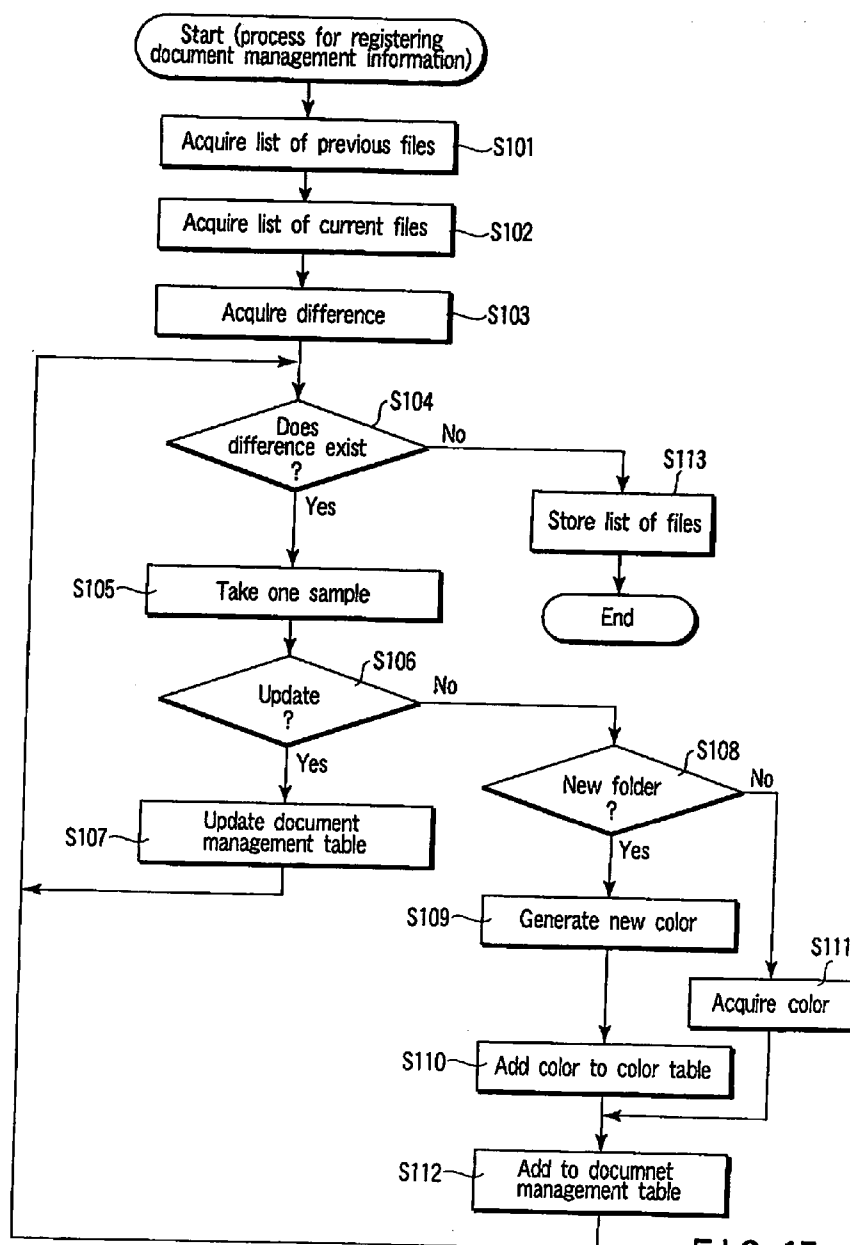 Start (process for registering
document management information)
Acquire list of previous files
S101
Acquire list of current files
S102
Acquire difference
S103
S104
Does
difference exist
?
No
Yes
S113
Store list of files
End
S105
Take one sample
S106
Update
?
No
Yes
S107
Update document
management table
S108
New folder
?
No
Yes
S109
Generate new color
S111
Acquire color
S110
Add color to color table
S112
Add to documnet
management table